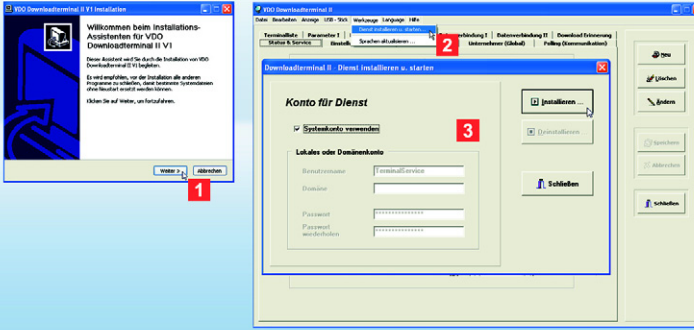 VDO Downloadterminal II V1 Installation
Willkommen beim Installations-
Assistenten für VDO
Downloadterminal II V1
Dieser Assistent wird Sie durch die Installation von VDO
Downloadterminal II V1 begleiten.
Es wird empfohlen, vor der Installation alle anderen
Programme zu schließen, damit bestimmte Systemdateien
ohne Neustart ersetzt werden können.
Klicken Sie auf Weiter, um fortzufahren.
Weiter >
Abbrechen
1
VDO Downloadterminal II
Datei Bearbeiten Anzeige USB - Stick Werkzeuge Language Hilfe
Dienst installieren u. starten ...
Sprachen aktualisieren ...
2
Terminalliste Parameter I
Datenverbindung I Datenverbindung II Download Erinnerung
Status & Service
Unternehmer (Global) Polling (Kommunikation)
Neu
Löschen
Ändern
Speichern
Abbrechen
Schließen
Downloadterminal II - Dienst installieren u. starten
Konto für Dienst
Systemkonto verwenden
3
Lokales oder Domänenkonto
Benutzername
TerminalService
Domäne
Passwort
**************
Passwort
wiederholen
**************
Installieren ...
Deinstallieren ...
Schließen